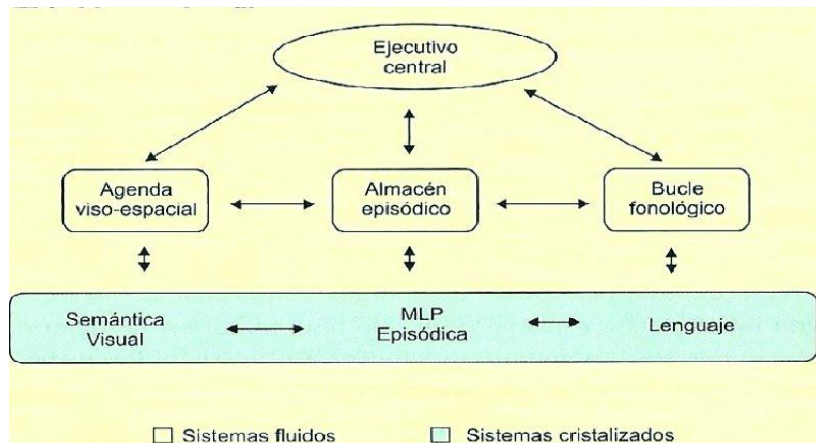 Ejecutivo
central
Agenda
viso-espacial
Almacén
episódico
Bucle
fonológico
Semántica
Visual
MLP
Episódica
Lenguaje
Sistemas fluidos
Sistemas cristalizados